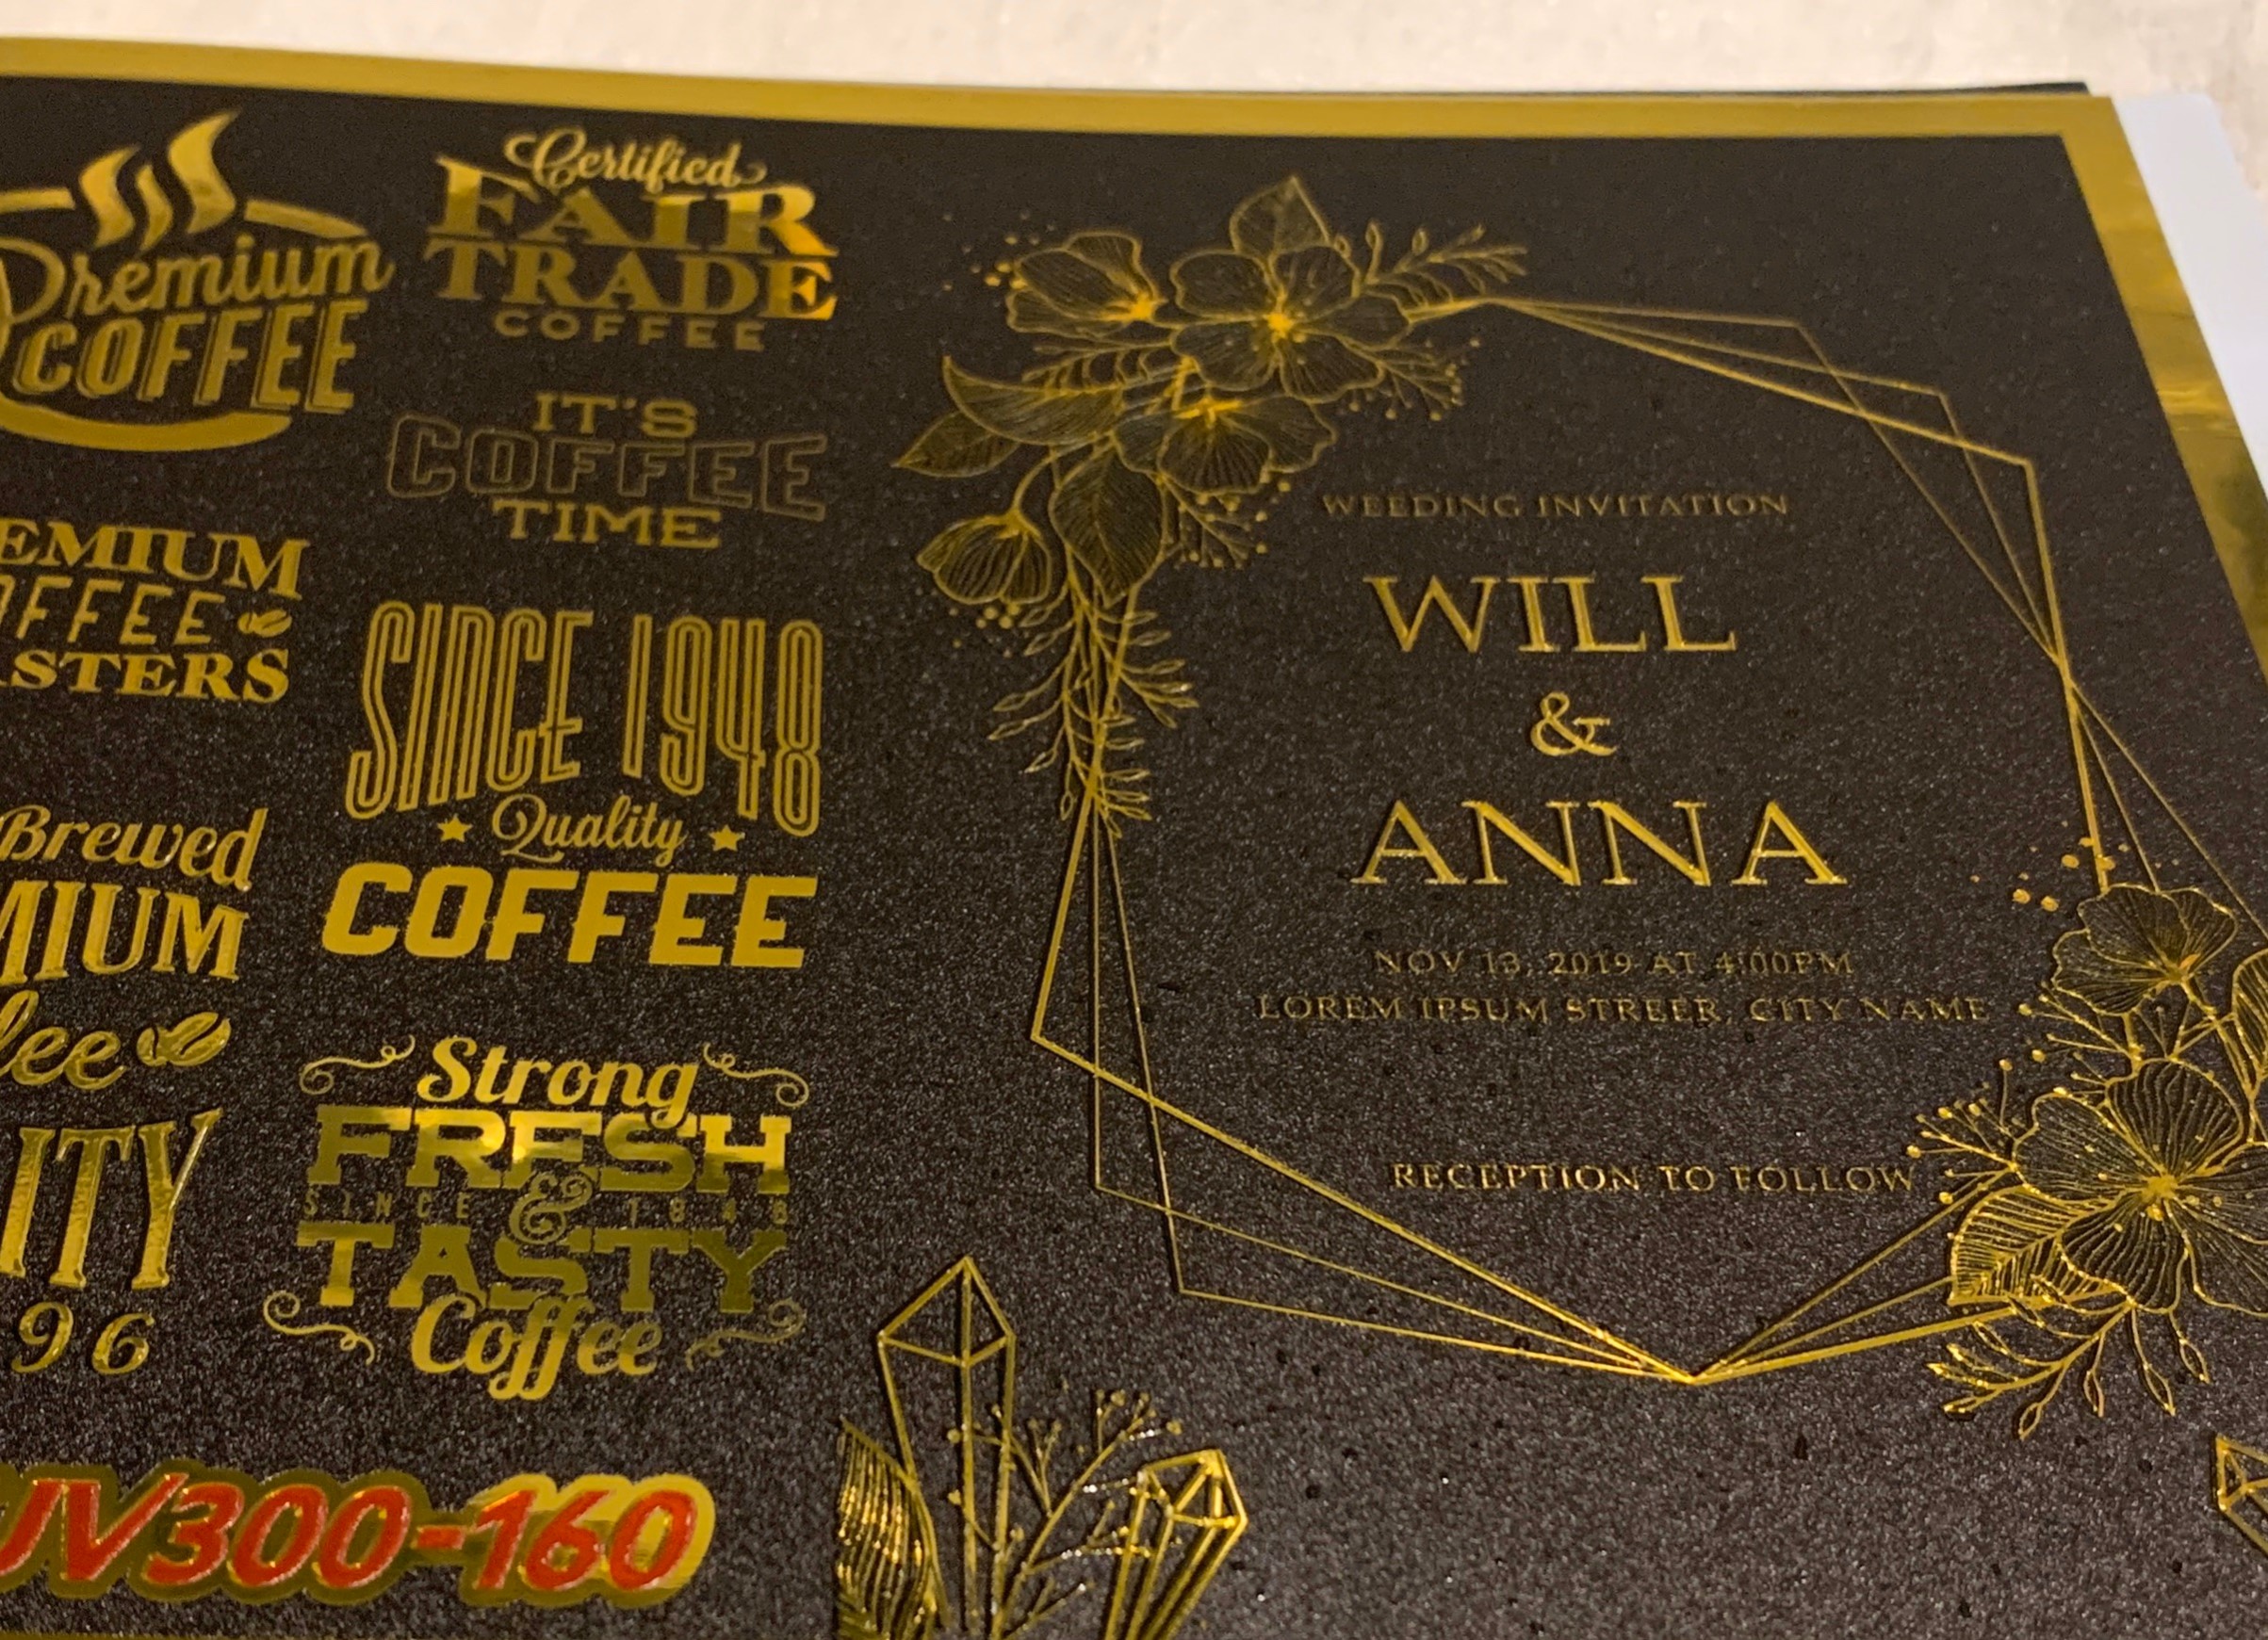 Premium
COFFEE
Certified
FAIR
TRADE
COFFEE
IT'S
COFFEE
TIME
EMIUM
OFFEE
ASTERS
SINCE 1948
Quality
COFFEE
Brewed
MIUM
fee
ITY
96
Strong
FRESH
SINCE & 1848
TASTY
Coffee
UV300-160
WEEDING INVITATION
WILL
&
ANNA
NOV 13, 2019 AT 4:00PM
LOREM IPSUM STREER, CITY NAME
RECEPTION TO FOLLOW